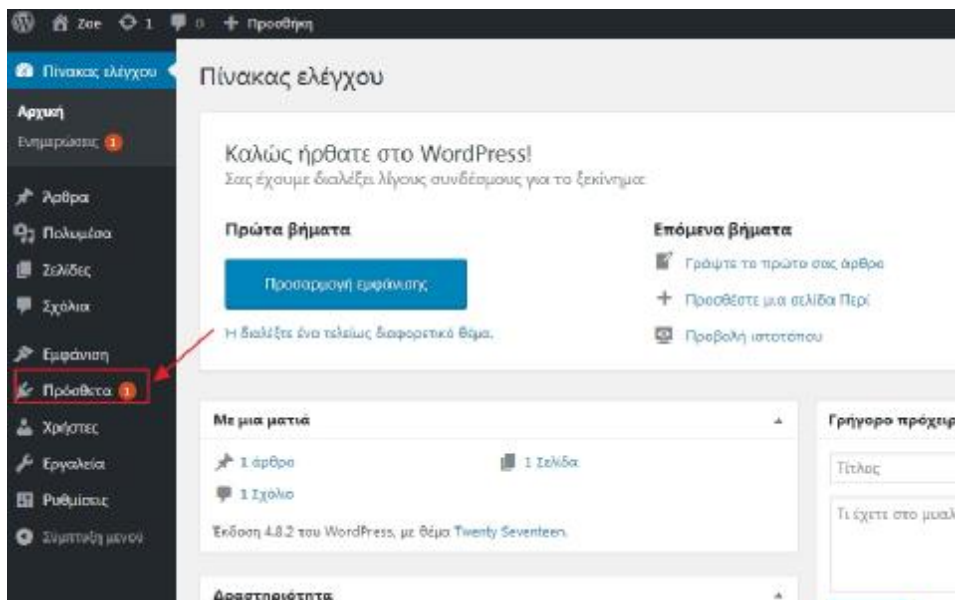 Zoe 1 0 + Προσθήκη
Πίνακας ελέγχου
Αρχική
Ενημερώσεις 1
Άρθρα
Πολυμέσα
Σελίδες
Σχόλια
Εμφάνιση
Πρόσθετα 1
Χρήστες
Εργαλεία
Ρυθμίσεις
Σύμπτυξη μενού
Πίνακας ελέγχου
Καλώς ήρθατε στο WordPress!
Σας έχουμε διαλέξει λίγους συνδέσμους για το ξεκίνημα:
Πρώτα βήματα
Προσαρμογή εμφάνισης
Ή διαλέξτε ένα τελείως διαφορετικό θέμα.
Επόμενα βήματα
Γράψτε το πρώτο σας άρθρο
Προσθέστε μια σελίδα Περί
Προβολή ιστοτόπου
Με μια ματιά
1 άρθρο
1 Σελίδα
1 Σχόλιο
Έκδοση 4.8.2 του WordPress, με θέμα Twenty Seventeen.
Δραστηριότητα
Γρήγορο πρόχειρ
Τίτλος
Τι έχετε στο μυαλ